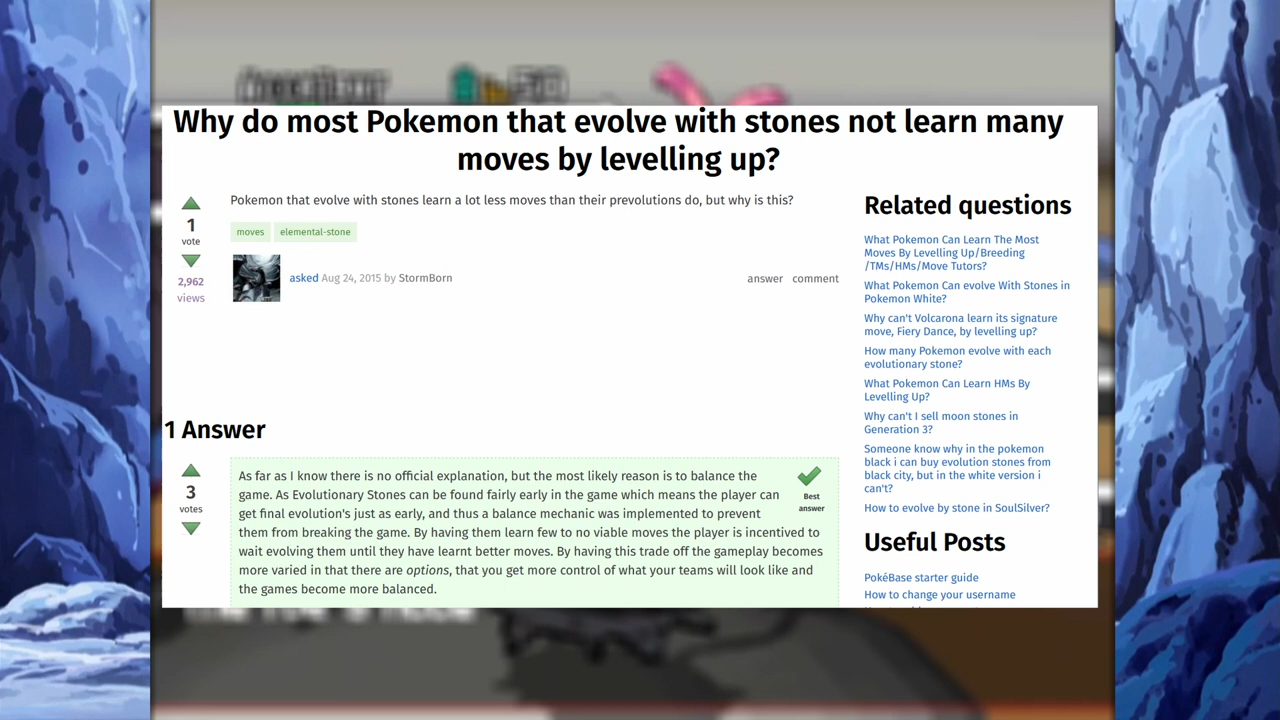 Why do most Pokemon that evolve with stones not learn many
moves by levelling up?
1
vote
2,962
views
Pokemon that evolve with stones learn a lot less moves than their prevolutions do, but why is this?
moves elemental-stone
asked Aug 24, 2015 by StormBorn
answer comment
1 Answer
3
votes
As far as I know there is no official explanation, but the most likely reason is to balance the
game. As Evolutionary Stones can be found fairly early in the game which means the player can
get final evolution's just as early, and thus a balance mechanic was implemented to prevent
them from breaking the game. By having them learn few to no viable moves the player is incentived to
wait evolving them until they have learnt better moves. By having this trade off the gameplay becomes
more varied in that there are options, that you get more control of what your teams will look like and
the games become more balanced.
Best
answer
Related questions
What Pokemon Can Learn The Most
Moves By Levelling Up/Breeding
/TMs/HMs/Move Tutors?
What Pokemon Can evolve With Stones in
Pokemon White?
Why can't Volcarona learn its signature
move, Fiery Dance, by levelling up?
How many Pokemon evolve with each
evolutionary stone?
What Pokemon Can Learn HMs By
Levelling Up?
Why can't I sell moon stones in
Generation 3?
Someone know why in the pokemon
black i can buy evolution stones from
black city, but in the white version i
can't?
How to evolve by stone in SoulSilver?
Useful Posts
PokéBase starter guide
How to change your username